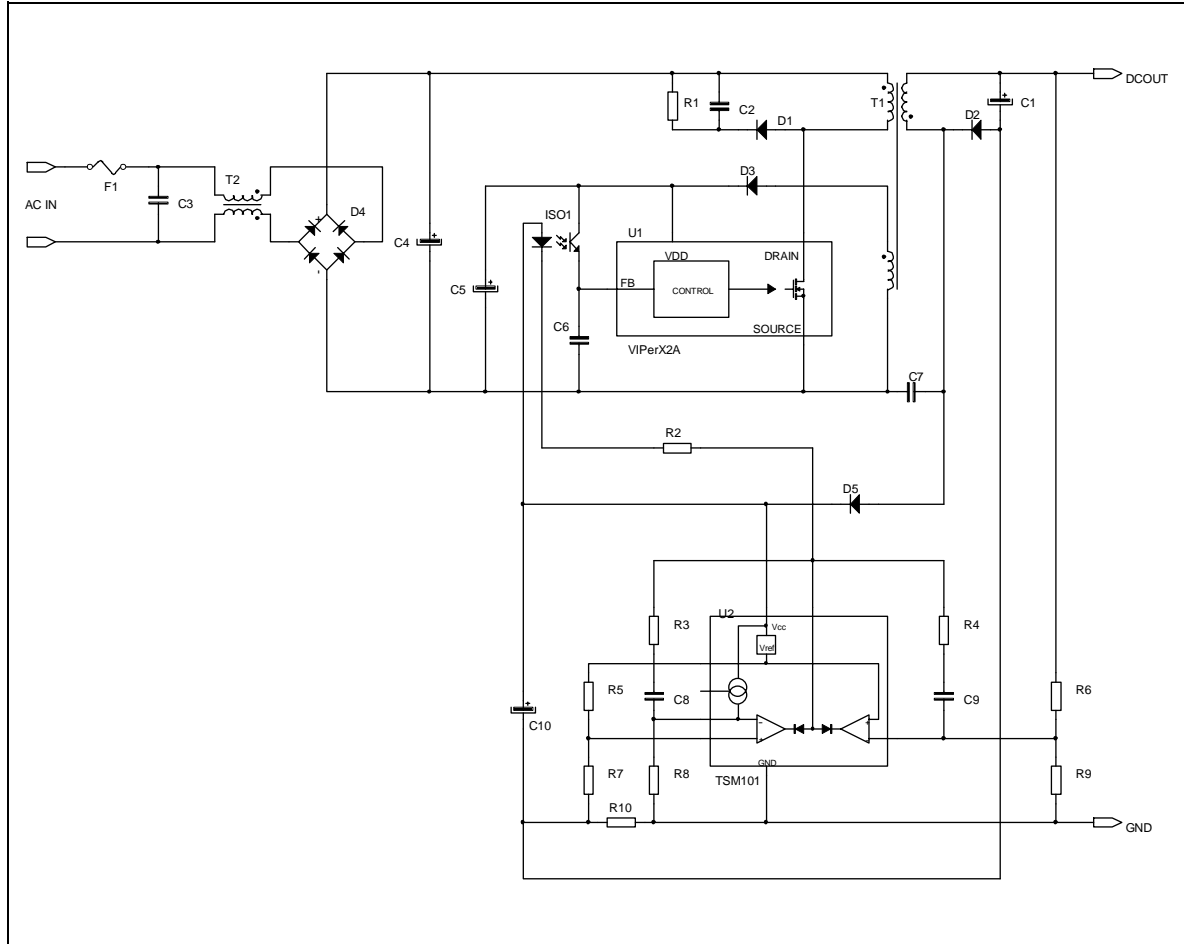 DCOUT
R1
C2
T1
C1
D1
D2
F1
T2
AC IN
C3
D3
+
D4
-
ISO1
C4
U1
VDD
DRAIN
C5
FB
CONTROL
C6
SOURCE
VIPerX2A
C7
R2
D5
U2
R3
Vcc
R4
Vref
R5
C8
C9
R6
C10
GND
R7
R8
TSM101
R9
R10
GND